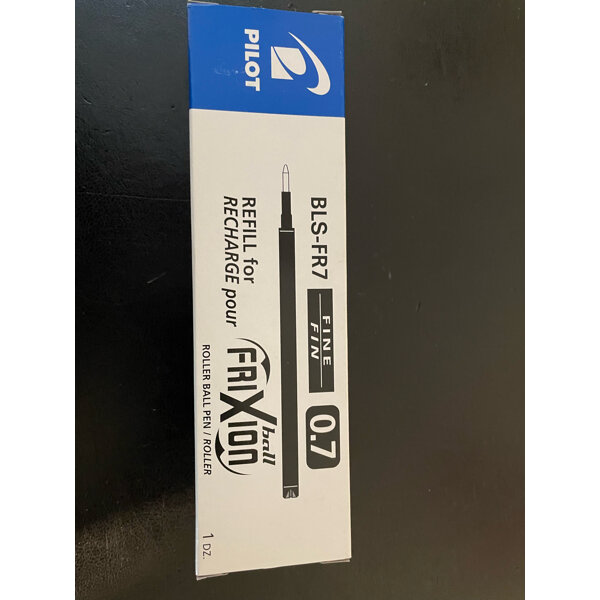 PILOT
BLS-FR7
FINE
FIN
0.7
REFILL for
RECHARGE pour
FRIXION ball
ROLLER BALL PEN / ROLLER
1 DZ.